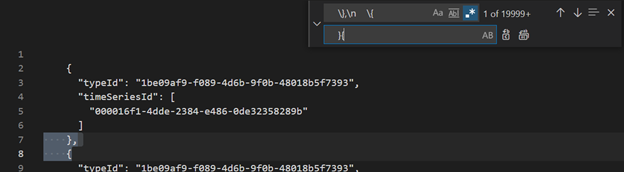 \},\n    \{ Aa Ab .* 1 of 19999+
}{ AB
1
2 {
3 "typeId": "1be09af9-f089-4d6b-9f0b-48018b5f7393",
4 "timeSeriesId": [
5 "000016f1-4dde-2384-e486-0de32358289b"
6 ]
7 },
8 {
9 "typeId": "1be09af9-f089-4d6b-9f0b-48018b5f7393",